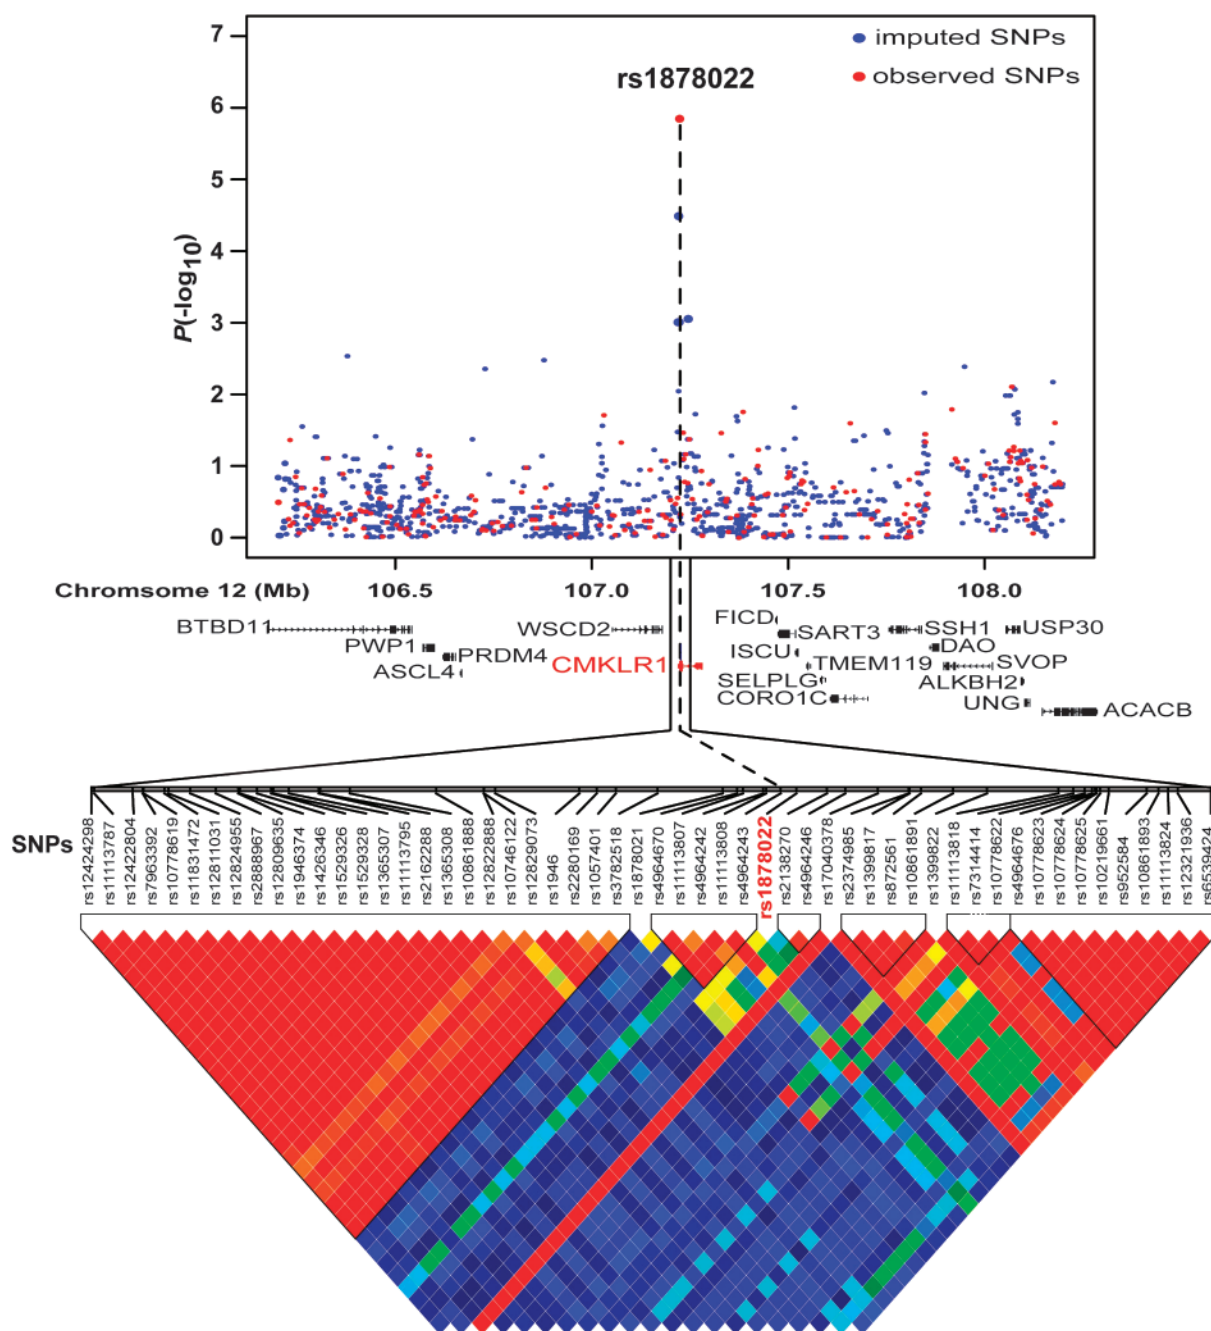 7
6
5
4
3
2
1
0
P(-log10)
imputed SNPs
observed SNPs
rs1878022
Chromsome 12 (Mb)
106.5
107.0
107.5
108.0
BTBD11
PWP1
PRDM4
ASCL4
WSCD2
CMKLR1
FICD
SART3
ISCU
TMEM119
SELPLG
CORO1C
SSH1
DAO
SVOP
ALKBH2
UNG
USP30
ACACB
SNPs
rs12424298
rs11113787
rs12422804
rs7963392
rs10778619
rs11831472
rs12811031
rs12824955
rs2888967
rs12809635
rs1946374
rs1426346
rs1529326
rs1529328
rs1365307
rs11113795
rs2162288
rs1365308
rs10861888
rs12822888
rs10746122
rs12829073
rs1946
rs2280169
rs1057401
rs3782518
rs1878021
rs4964670
rs11113807
rs4964242
rs11113808
rs4964243
rs1878022
rs2138270
rs4964246
rs17040378
rs2374985
rs1399817
rs872561
rs10861891
rs1399822
rs11113818
rs7314414
rs10778622
rs4964676
rs10778623
rs10778624
rs10778625
rs10219661
rs952584
rs10861893
rs11113824
rs12321936
rs6539424